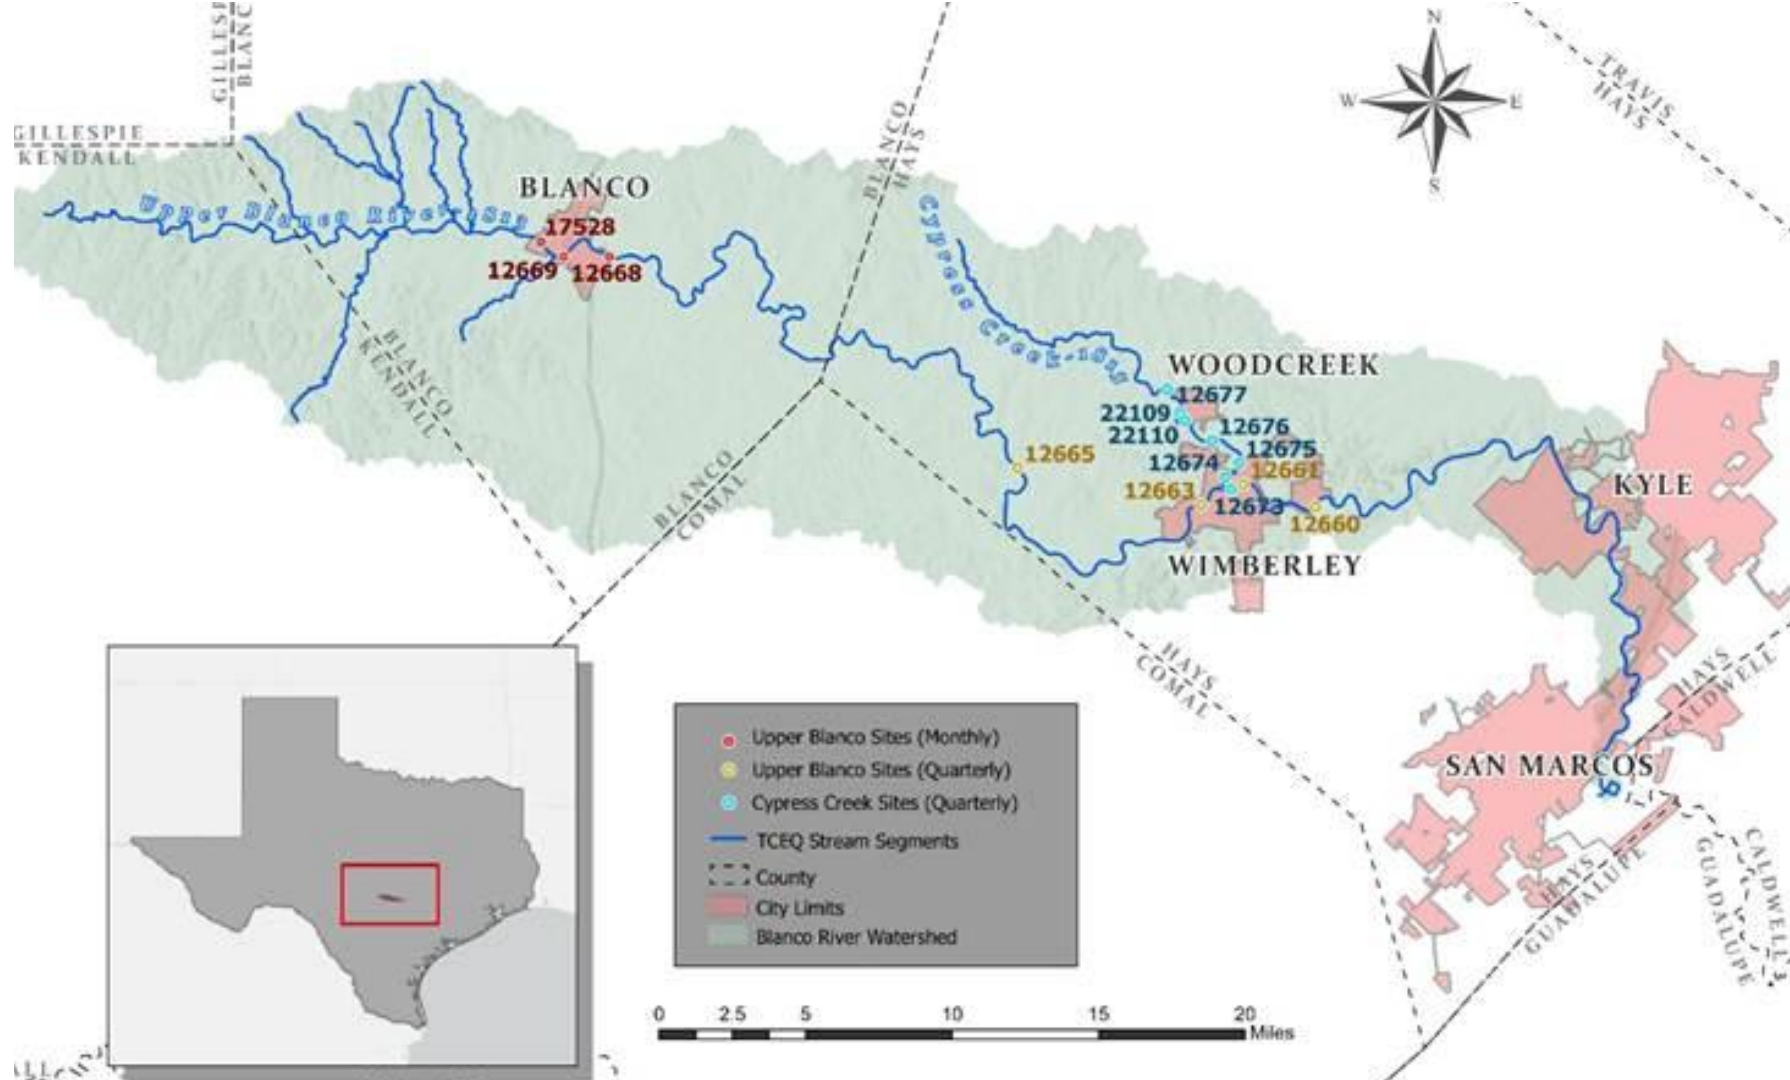 GILLESPIE
BLANC
GILLESPIE
KENDALL
BLANCO
HAYS
TRAVIS
HAYS
N
W
E
S
Upper Blanco River-1813
BLANCO
17528
12669
12668
Cypress Creek-1815
BLANCO
KENDALL
WOODCREEK
12677
22109
22110
12676
12675
12674
12661
12665
12663
12673
12660
WIMBERLEY
KYLE
BLANCO
COMAL
HAYS
COMAL
HAYS
CALDWELL
SAN MARCOS
HAYS
GUADALUPE
CALDWELL
GUADALUPE
Upper Blanco Sites (Monthly)
Upper Blanco Sites (Quarterly)
Cypress Creek Sites (Quarterly)
TCEQ Stream Segments
County
City Limits
Blanco River Watershed
0 2.5 5 10 15 20
Miles